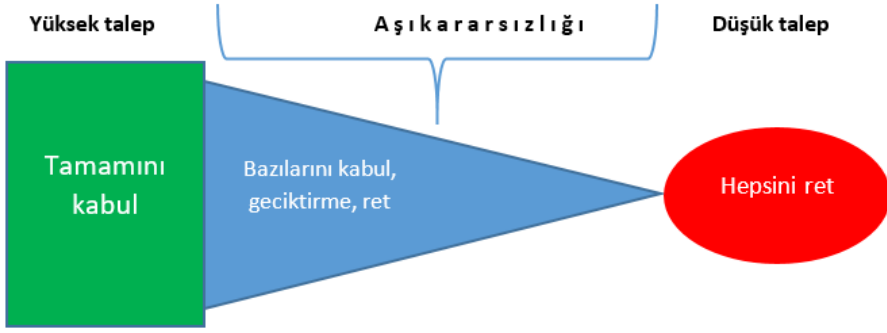 Yüksek talep
A ş ı k a r a r s ı z l ı ğ ı
Düşük talep
Tamamını
kabul
Bazılarını kabul,
geciktirme, ret
Hepsini ret